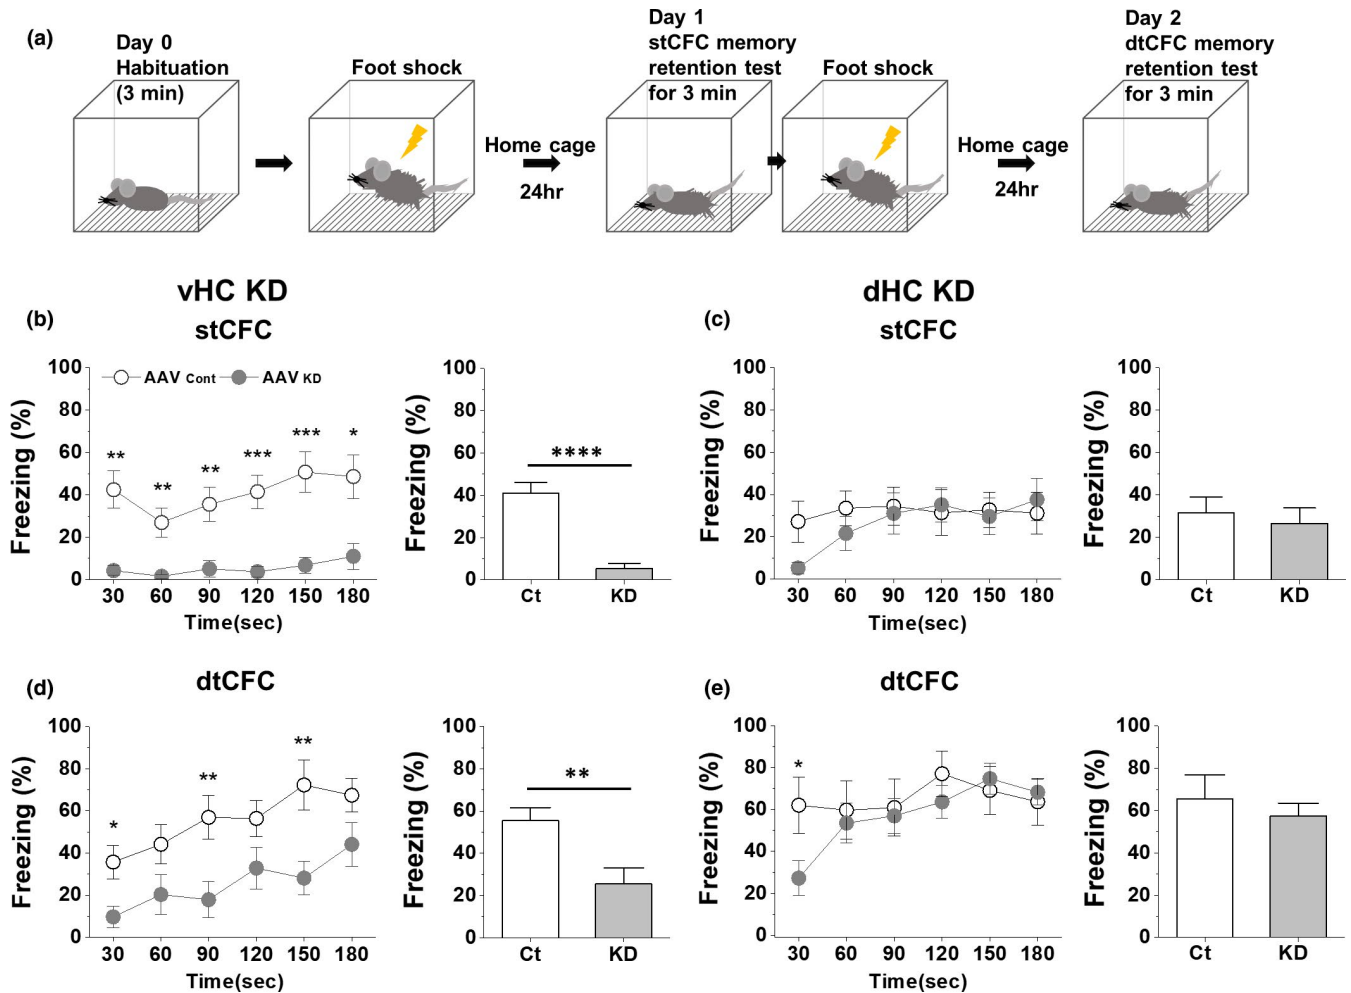 (a)
Day 0
Habituation
(3 min)
Foot shock
Home cage
24hr
Day 1
stCFC memory
retention test
for 3 min
Foot shock
Home cage
24hr
Day 2
dtCFC memory
retention test
for 3 min
vHC KD
dHC KD
(b)
stCFC
Freezing (%)
100
80
60
40
20
0
AAV Cont
AAV KD
**
**
**
***
***
*
30 60 90 120 150 180
Time(sec)
Freezing (%)
100
80
60
40
20
0
****
Ct KD
(c)
stCFC
Freezing (%)
100
80
60
40
20
0
30 60 90 120 150 180
Time(sec)
Freezing (%)
100
80
60
40
20
0
Ct KD
(d)
dtCFC
Freezing (%)
100
80
60
40
20
0
*
**
**
30 60 90 120 150 180
Time(sec)
Freezing (%)
100
80
60
40
20
0
**
Ct KD
(e)
dtCFC
Freezing (%)
100
80
60
40
20
0
*
30 60 90 120 150 180
Time(sec)
Freezing (%)
100
80
60
40
20
0
Ct KD